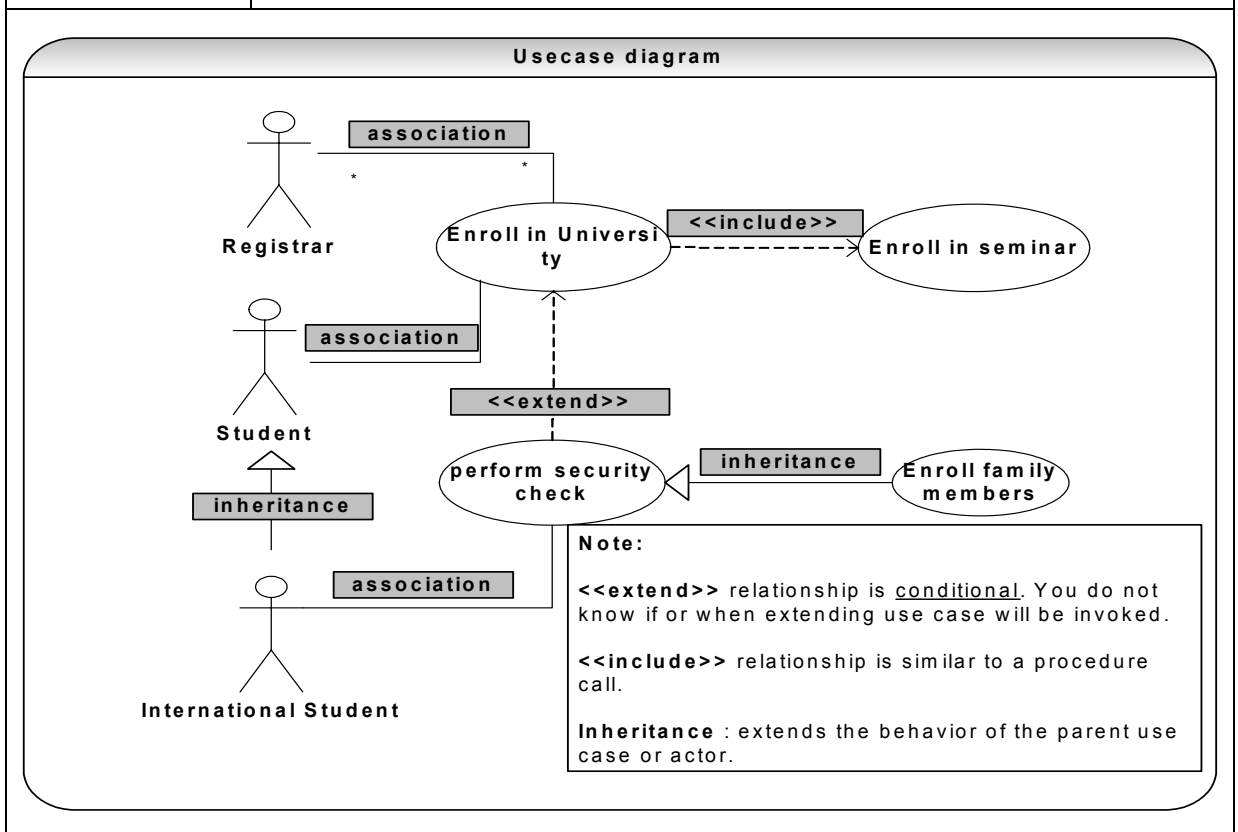 Usecase diagram
association
*
*
Registrar
Enroll in Universi
ty
<<include>>
Enroll in seminar
association
Student
<<extend>>
inheritance
perform security
check
inheritance
Enroll family
members
association
International Student
Note:
<<extend>> relationship is conditional. You do not
know if or when extending use case will be invoked.
<<include>> relationship is similar to a procedure
call.
Inheritance : extends the behavior of the parent use
case or actor.